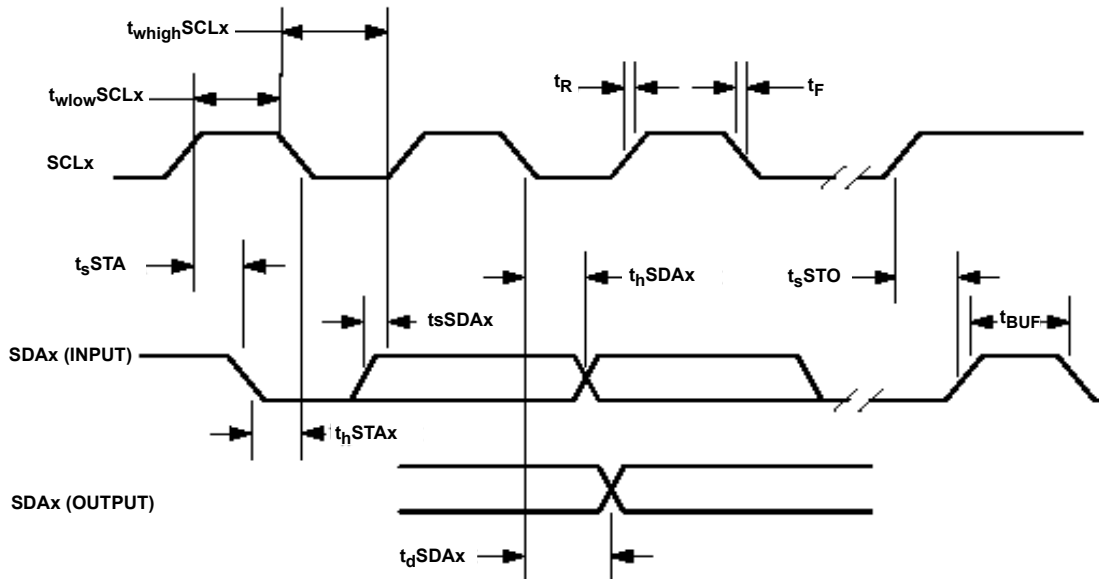 twhighSCLx
twlowSCLx
tR
tF
SCLx
tsSTA
thSDAx
tsSTO
tsSDAx
tBUF
SDAx (INPUT)
thSTAx
SDAx (OUTPUT)
tdSDAx